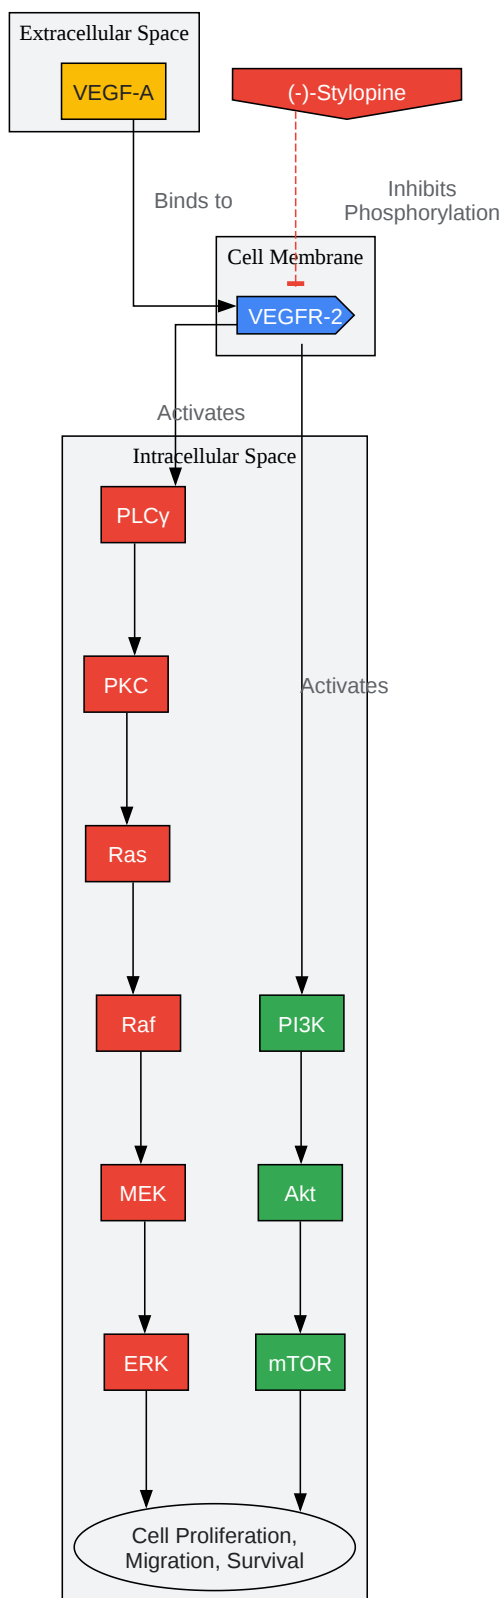 Extracellular Space
VEGF-A
(-)-Stylopine
Binds to
Inhibits
Phosphorylation
Cell Membrane
VEGFR-2
Activates
Intracellular Space
PLCγ
PKC
Activates
Ras
Raf
PI3K
MEK
Akt
ERK
mTOR
Cell Proliferation,
Migration, Survival